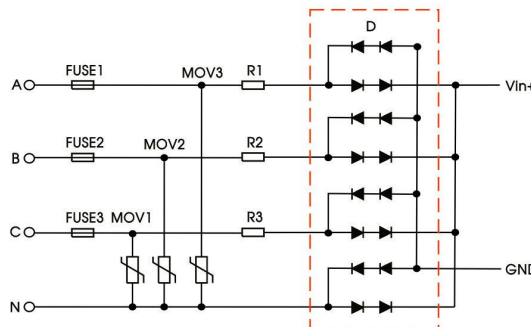 D
FUSE1 MOV3 R1
A Vin+
FUSE2 MOV2 R2
B
FUSE3 MOV1 R3
C
GND
N